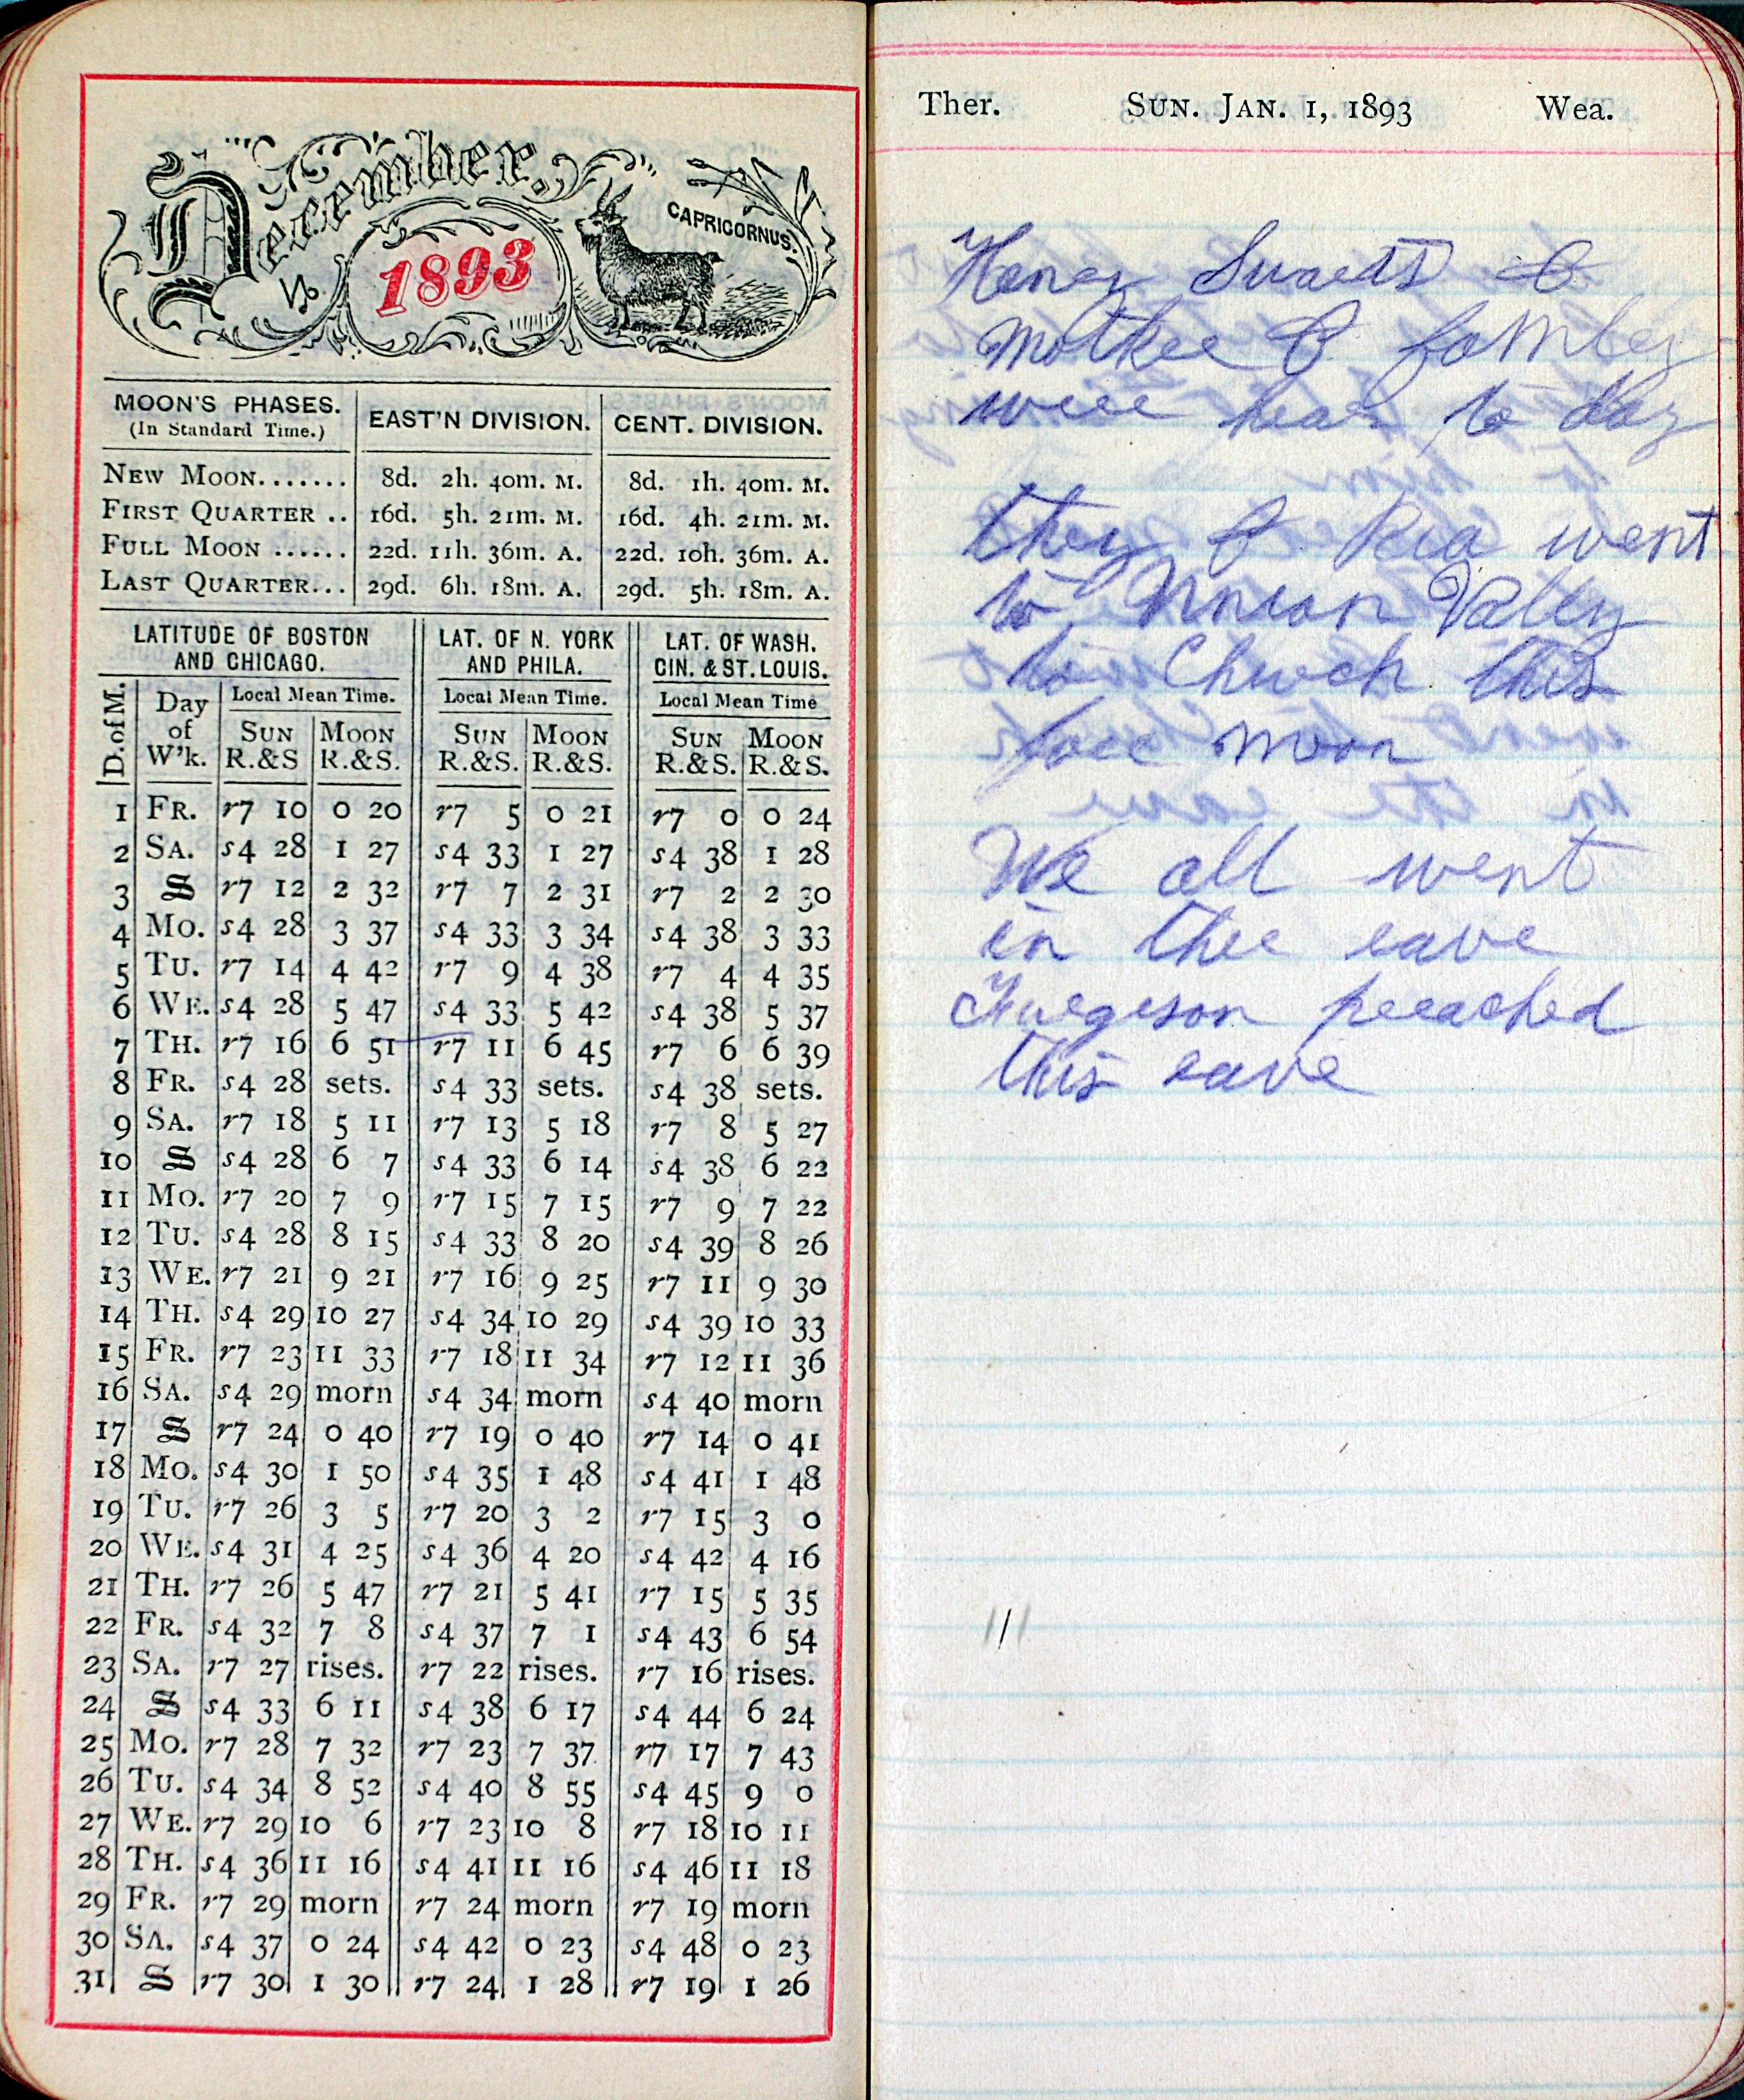 December,
1893
CAPRICORNUS.
MOON'S PHASES. EAST'N DIVISION. CENT. DIVISION.
(In Standard Time.)
NEW MOON....... 8d. 2h. 40m. M. 8d. 1h. 40m. M.
FIRST QUARTER .. 16d. 5h. 21m. M. 16d. 4h. 21m. M.
FULL MOON ...... 22d. 11h. 36m. A. 22d. 10h. 36m. A.
LAST QUARTER... 29d. 6h. 18m. A. 29d. 5h. 18m. A.
LATITUDE OF BOSTON LAT. OF N. YORK LAT. OF WASH.
AND CHICAGO. AND PHILA. CIN. & ST. LOUIS.
D. of M. Day of W'k. Local Mean Time. Local Mean Time. Local Mean Time
SUN MOON SUN MOON SUN MOON
R.&S R.&S. R.&S. R.&S. R.&S. R.&S.
1 FR. r7 10 0 20 r7 5 0 21 r7 0 0 24
2 SA. s4 28 1 27 s4 33 1 27 s4 38 1 28
3 S r7 12 2 32 r7 7 2 31 r7 2 2 30
4 MO. s4 28 3 37 s4 33 3 34 s4 38 3 33
5 TU. r7 14 4 42 r7 9 4 38 r7 4 4 35
6 WE. s4 28 5 47 s4 33 5 42 s4 38 5 37
7 TH. r7 16 6 51 r7 11 6 45 r7 6 6 39
8 FR. s4 28 sets. s4 33 sets. s4 38 sets.
9 SA. r7 18 5 11 r7 13 5 18 r7 8 5 27
10 S s4 28 6 7 s4 33 6 14 s4 38 6 22
11 MO. r7 20 7 9 r7 15 7 15 r7 9 7 22
12 TU. s4 28 8 15 s4 33 8 20 s4 39 8 26
13 WE. r7 21 9 21 r7 16 9 25 r7 11 9 30
14 TH. s4 29 10 27 s4 34 10 29 s4 39 10 33
15 FR. r7 23 11 33 r7 18 11 34 r7 12 11 36
16 SA. s4 29 morn s4 34 morn s4 40 morn
17 S r7 24 0 40 r7 19 0 40 r7 14 0 41
18 MO. s4 30 1 50 s4 35 1 48 s4 41 1 48
19 TU. r7 26 3 5 r7 20 3 2 r7 15 3 0
20 WE. s4 31 4 25 s4 36 4 20 s4 42 4 16
21 TH. r7 26 5 47 r7 21 5 41 r7 15 5 35
22 FR. s4 32 7 8 s4 37 7 1 s4 43 6 54
23 SA. r7 27 rises. r7 22 rises. r7 16 rises.
24 S s4 33 6 11 s4 38 6 17 s4 44 6 24
25 MO. r7 28 7 32 r7 23 7 37 r7 17 7 43
26 TU. s4 34 8 52 s4 40 8 55 s4 45 9 0
27 WE. r7 29 10 6 r7 23 10 8 r7 18 10 11
28 TH. s4 36 11 16 s4 41 11 16 s4 46 11 18
29 FR. r7 29 morn r7 24 morn r7 19 morn
30 SA. s4 37 0 24 s4 42 0 23 s4 48 0 23
31 S r7 30 1 30 r7 24 1 28 r7 19 1 26
Ther. SUN. JAN. 1, 1893 Wea.
Henry &
Mother & family
were hear to day
they & Rea went
to Union Valley
to Church this
fore moon
We all went
in thee eave
preached
this eave